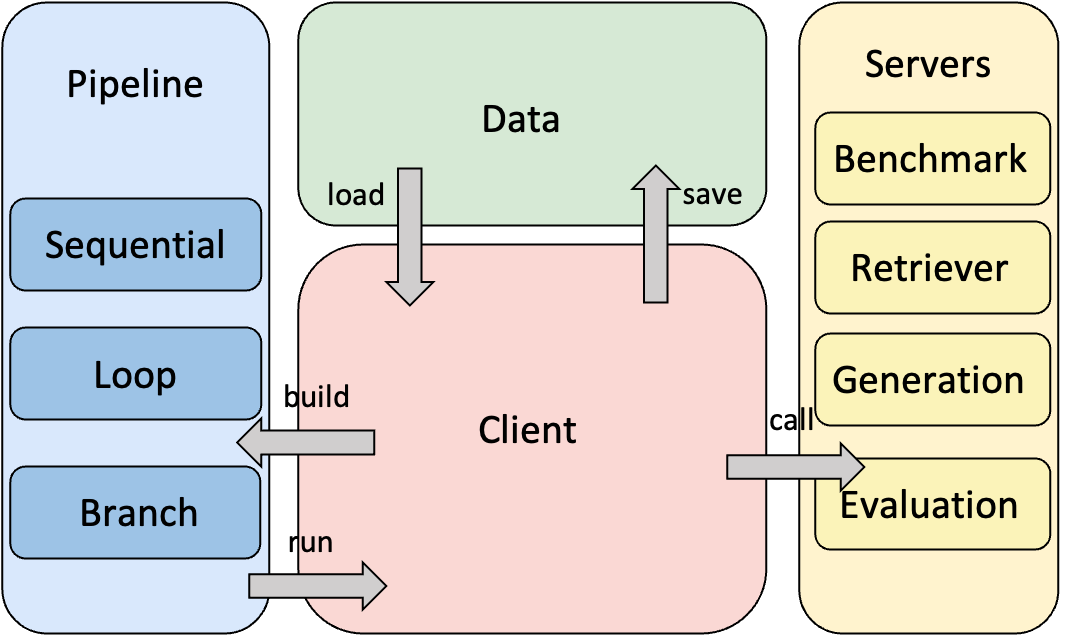 Pipeline
Sequential
Loop
Branch
Data
load
save
build
Client
run
call
Servers
Benchmark
Retriever
Generation
Evaluation